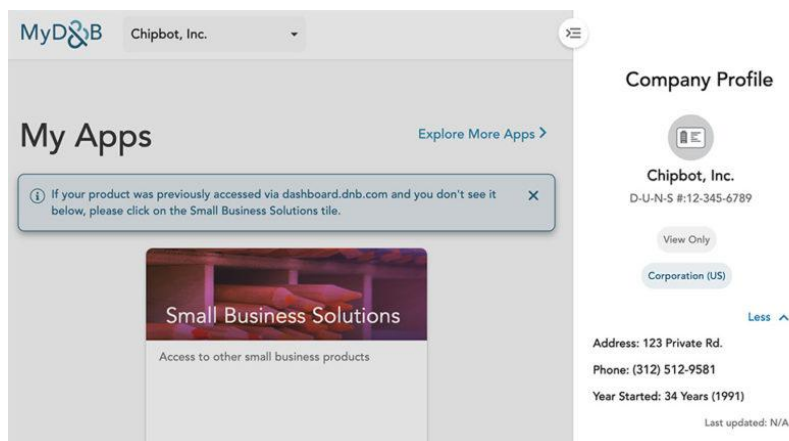 MyD&B
Chipbot, Inc.
My Apps
Explore More Apps
If your product was previously accessed via dashboard.dnb.com and you don't see it
below, please click on the Small Business Solutions tile.
Small Business Solutions
Access to other small business products
Company Profile
Chipbot, Inc.
D-U-N-S #:12-345-6789
View Only
Corporation (US)
Less
Address: 123 Private Rd.
Phone: (312) 512-9581
Year Started: 34 Years (1991)
Last updated: N/A